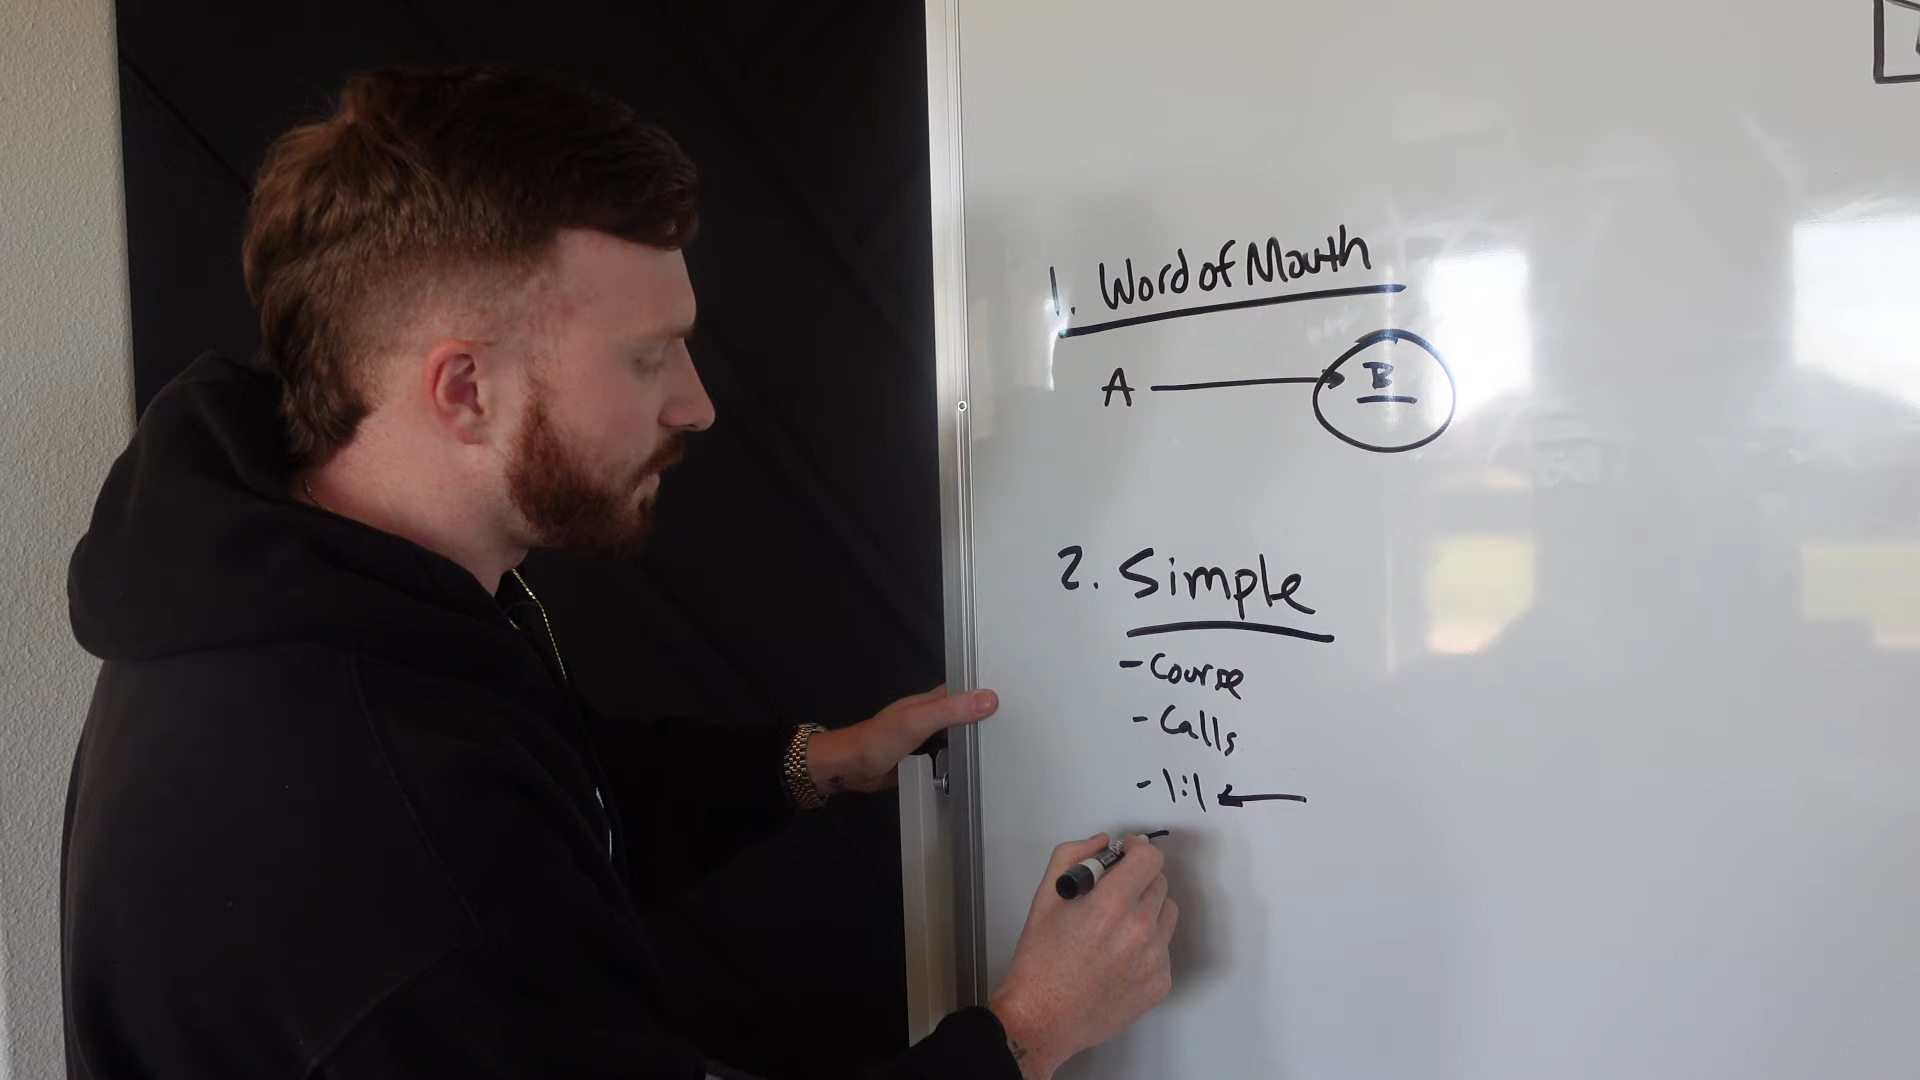 1. Word of Mouth
A B
2. Simple
- Course
- Calls
- 1:1